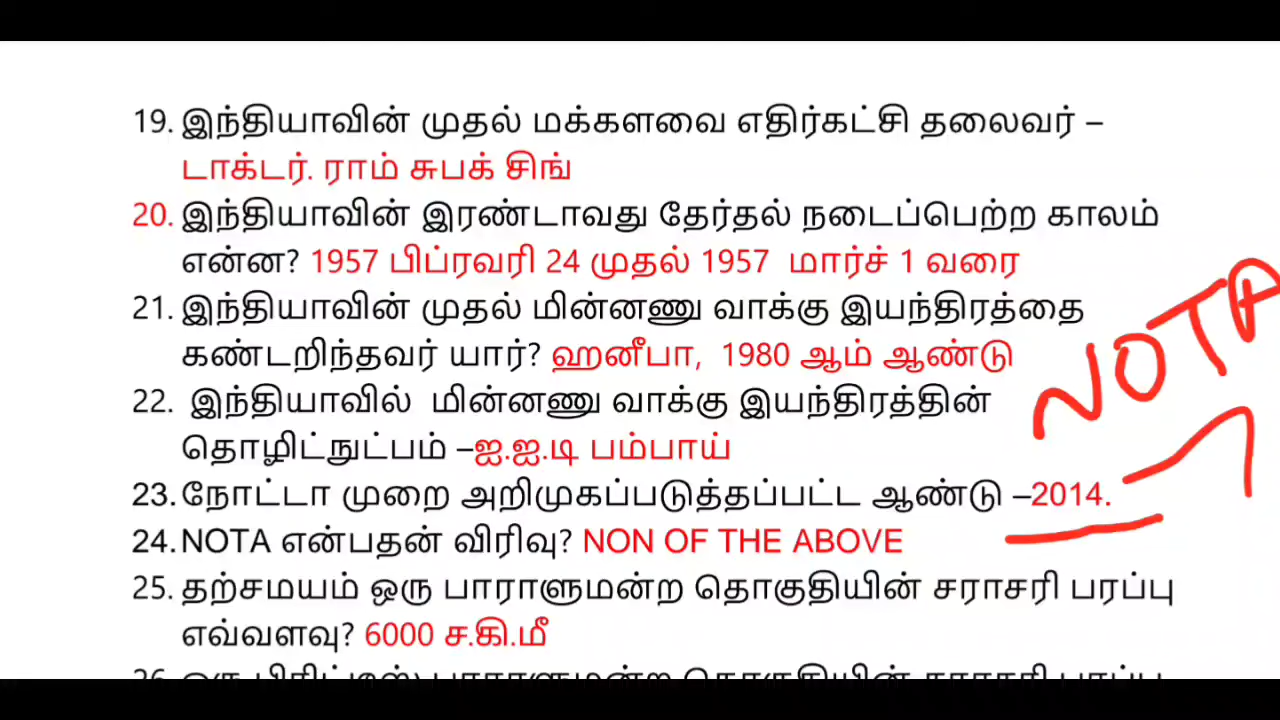 19. இந்தியாவின் முதல் மக்களவை எதிர்கட்சி தலைவர் –
டாக்டர். ராம் சுபக் சிங்
20. இந்தியாவின் இரண்டாவது தேர்தல் நடைப்பெற்ற காலம்
என்ன? 1957 பிப்ரவரி 24 முதல் 1957 மார்ச் 1 வரை
21. இந்தியாவின் முதல் மின்னணு வாக்கு இயந்திரத்தை
கண்டறிந்தவர் யார்? ஹனீபா, 1980 ஆம் ஆண்டு
NOTA
22. இந்தியாவில் மின்னணு வாக்கு இயந்திரத்தின்
தொழிட்நுட்பம் –ஐ.ஐ.டி பம்பாய்
23. நோட்டா முறை அறிமுகப்படுத்தப்பட்ட ஆண்டு –2014.
24. NOTA என்பதன் விரிவு? NON OF THE ABOVE
25. தற்சமயம் ஒரு பாராளுமன்ற தொகுதியின் சராசரி பரப்பு
எவ்வளவு? 6000 ச.கி.மீ